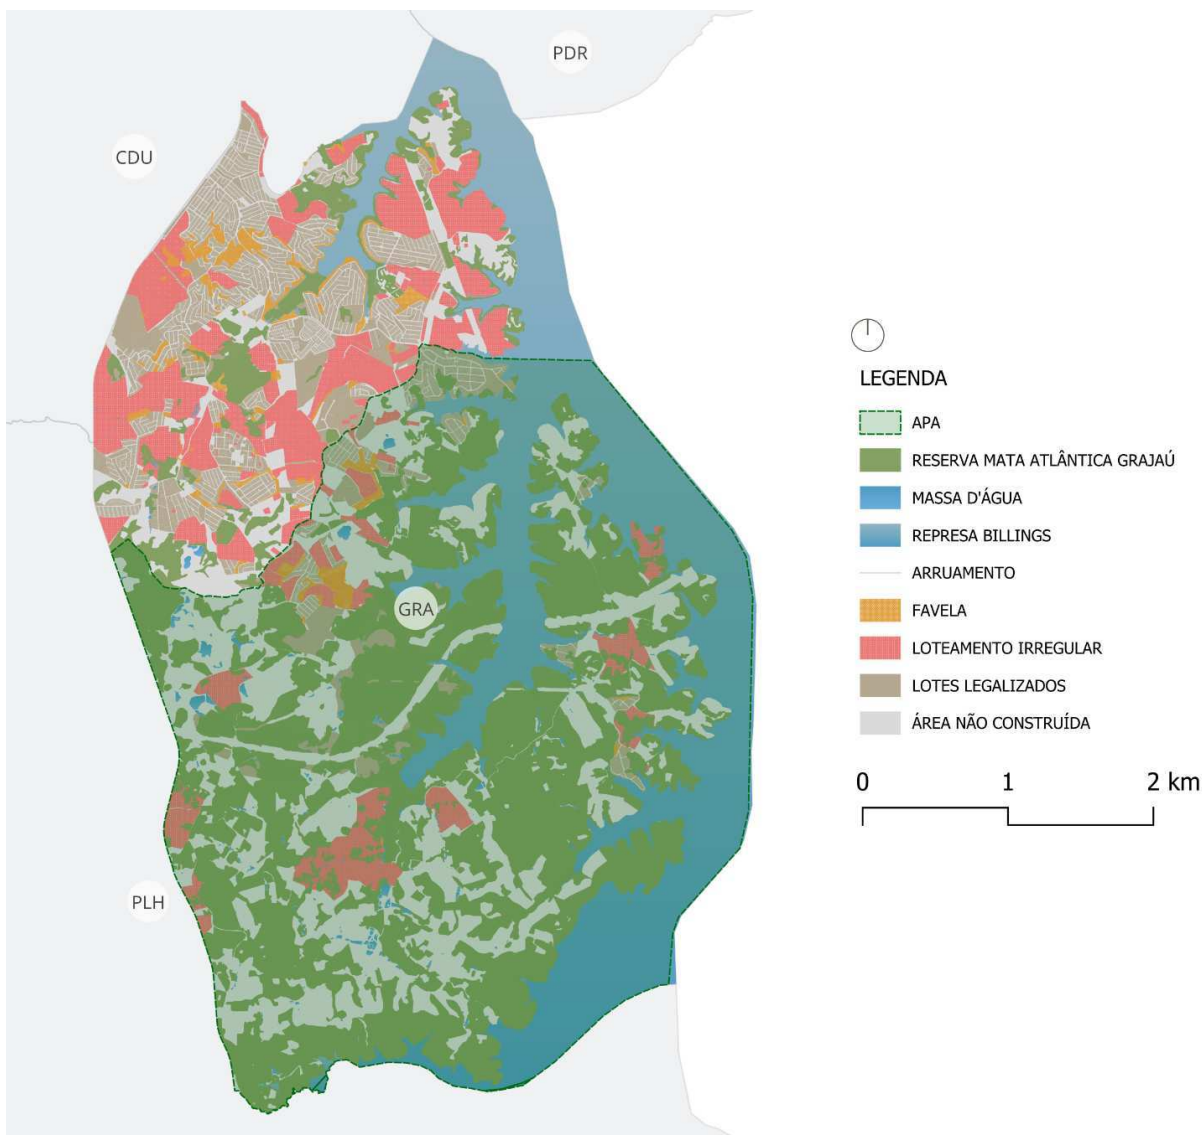 PDR
CDU
GRA
PLH
LEGENDA
APA
RESERVA MATA ATLÂNTICA GRAJAÚ
MASSA D'ÁGUA
REPRESA BILLINGS
ARRUAMENTO
FAVELA
LOTEAMENTO IRREGULAR
LOTES LEGALIZADOS
ÁREA NÃO CONSTRUÍDA
0 1 2 km